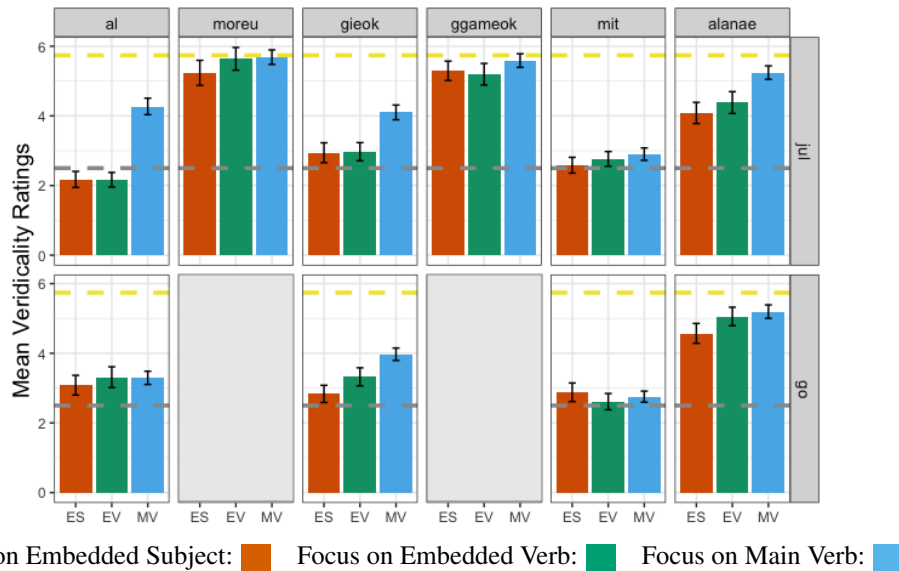 al moreu gieok ggameok mit alanae
Mean Veridicality Ratings
6
4
2
0
jul
6
4
2
0
go
ES EV MV ES EV MV ES EV MV ES EV MV ES EV MV ES EV MV
on Embedded Subject: Focus on Embedded Verb: Focus on Main Verb: